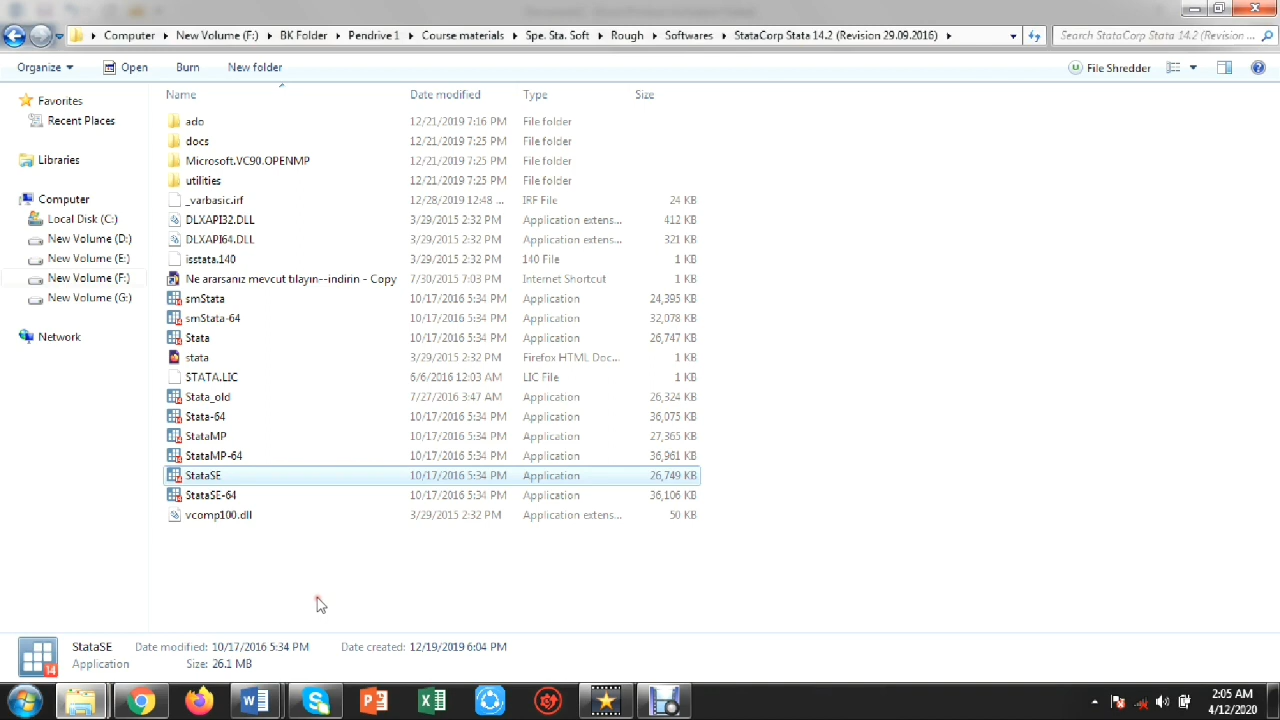 Computer New Volume (F:) BK Folder Pendrive 1 Course materials Spe. Sta. Soft Rough Softwares StataCorp Stata 14.2 (Revision 29.09.2016) Search StataCorp Stata 14.2 (Revision ...
Organize Open Burn New folder File Shredder
Name Date modified Type Size
Favorites
Recent Places
Libraries
Computer
Local Disk (C:)
New Volume (D:)
New Volume (E:)
New Volume (F:)
New Volume (G:)
Network
ado 12/21/2019 7:16 PM File folder
docs 12/21/2019 7:25 PM File folder
Microsoft.VC90.OPENMP 12/21/2019 7:25 PM File folder
utilities 12/21/2019 7:25 PM File folder
_varbasic.irf 12/28/2019 12:48 ... IRF File 24 KB
DLXAPI32.DLL 3/29/2015 2:32 PM Application extens... 412 KB
DLXAPI64.DLL 3/29/2015 2:32 PM Application extens... 321 KB
isstata.140 3/29/2015 2:32 PM 140 File 1 KB
Ne ararsanız mevcut tılayın--indirin - Copy 7/30/2015 7:03 PM Internet Shortcut 1 KB
smStata 10/17/2016 5:34 PM Application 24,395 KB
smStata-64 10/17/2016 5:34 PM Application 32,078 KB
Stata 10/17/2016 5:34 PM Application 26,747 KB
stata 3/29/2015 2:32 PM Firefox HTML Doc... 1 KB
STATA.LIC 6/6/2016 12:03 AM LIC File 1 KB
Stata_old 7/27/2016 3:47 AM Application 26,324 KB
Stata-64 10/17/2016 5:34 PM Application 36,075 KB
StataMP 10/17/2016 5:34 PM Application 27,365 KB
StataMP-64 10/17/2016 5:34 PM Application 36,961 KB
StataSE 10/17/2016 5:34 PM Application 26,749 KB
StataSE-64 10/17/2016 5:34 PM Application 36,106 KB
vcomp100.dll 3/29/2015 2:32 PM Application extens... 50 KB
StataSE Date modified: 10/17/2016 5:34 PM Date created: 12/19/2019 6:04 PM
Application Size: 26.1 MB
14
2:05 AM
4/12/2020